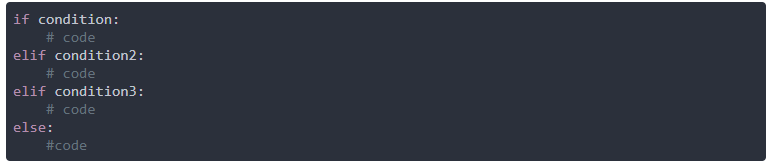 if condition:
    # code
elif condition2:
    # code
elif condition3:
    # code
else:
    #code